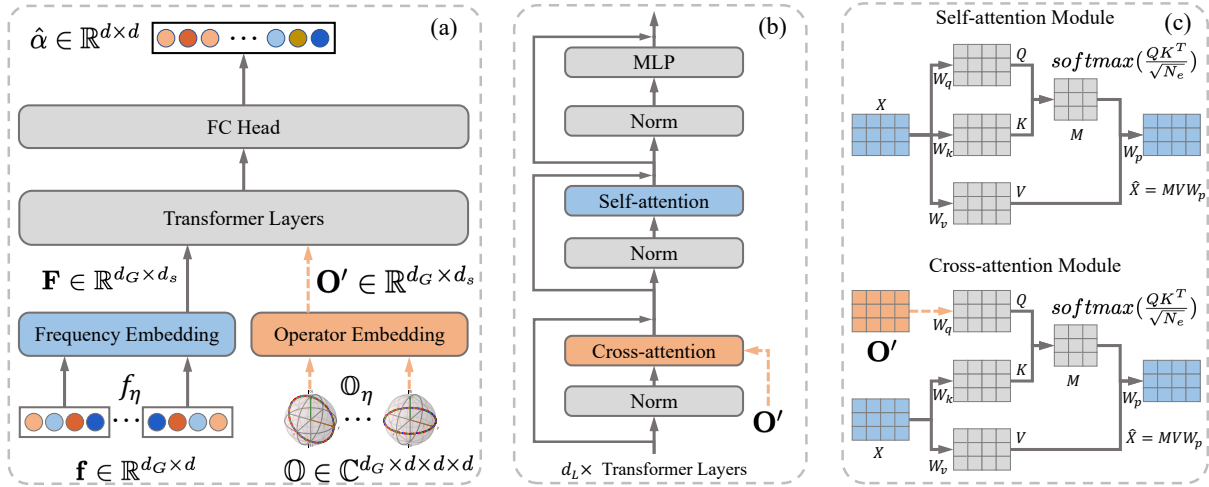 (a)
α̂ ∈ ℝ^{d×d}
···
FC Head
Transformer Layers
F ∈ ℝ^{d_G×d_s}
O′ ∈ ℝ^{d_G×d_s}
Frequency Embedding
Operator Embedding
f_η
···
𝕆_η
···
f ∈ ℝ^{d_G×d}
𝕆 ∈ ℂ^{d_G×d×d×d}
(b)
MLP
Norm
Self-attention
Norm
Cross-attention
Norm
O′
d_L× Transformer Layers
(c)
Self-attention Module
X
W_q
Q
softmax(QK^T/√N_e)
W_k
K
M
W_p
W_v
V
X̂ = MVW_p
Cross-attention Module
O′
W_q
Q
softmax(QK^T/√N_e)
W_k
K
M
W_p
X
W_v
V
X̂ = MVW_p